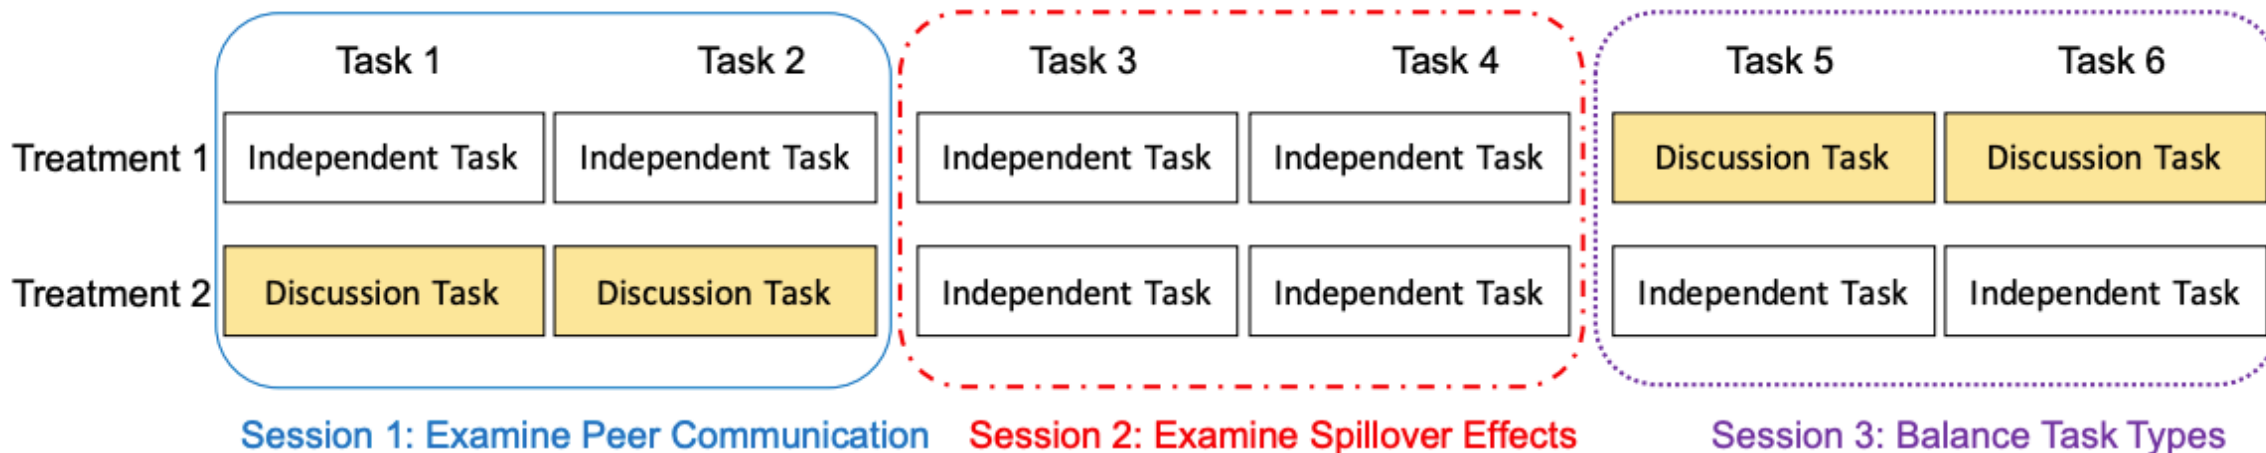 Task 1 Task 2 Task 3 Task 4 Task 5 Task 6
Treatment 1 Independent Task Independent Task Independent Task Independent Task Discussion Task Discussion Task
Treatment 2 Discussion Task Discussion Task Independent Task Independent Task Independent Task Independent Task
Session 1: Examine Peer Communication Session 2: Examine Spillover Effects Session 3: Balance Task Types